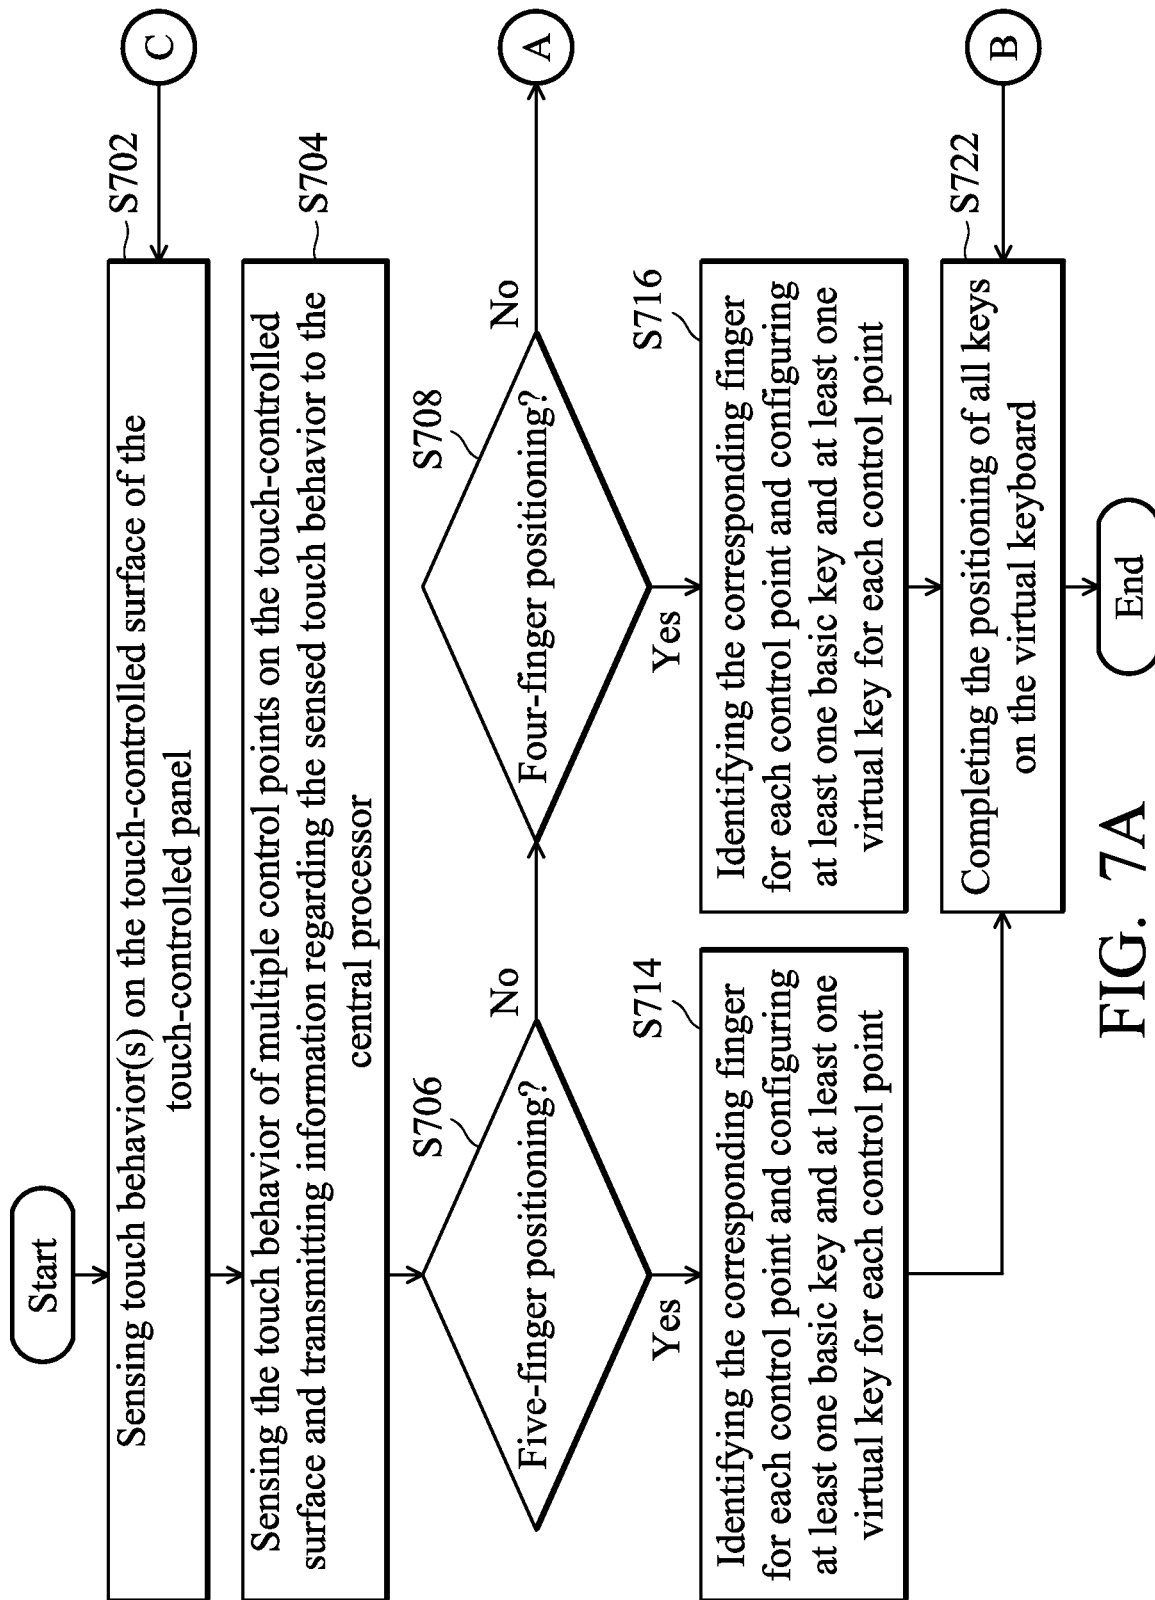 Start
C
S702
Sensing touch behavior(s) on the touch-controlled surface of the
touch-controlled panel
S704
Sensing the touch behavior of multiple control points on the touch-controlled
surface and transmitting information regarding the sensed touch behavior to the
central processor
S706
Five-finger positioning?
No
S708
Four-finger positioning?
No
A
Yes
Yes
S714
Identifying the corresponding finger
for each control point and configuring
at least one basic key and at least one
virtual key for each control point
S716
Identifying the corresponding finger
for each control point and configuring
at least one basic key and at least one
virtual key for each control point
S722
B
Completing the positioning of all keys
on the virtual keyboard
End
FIG. 7A